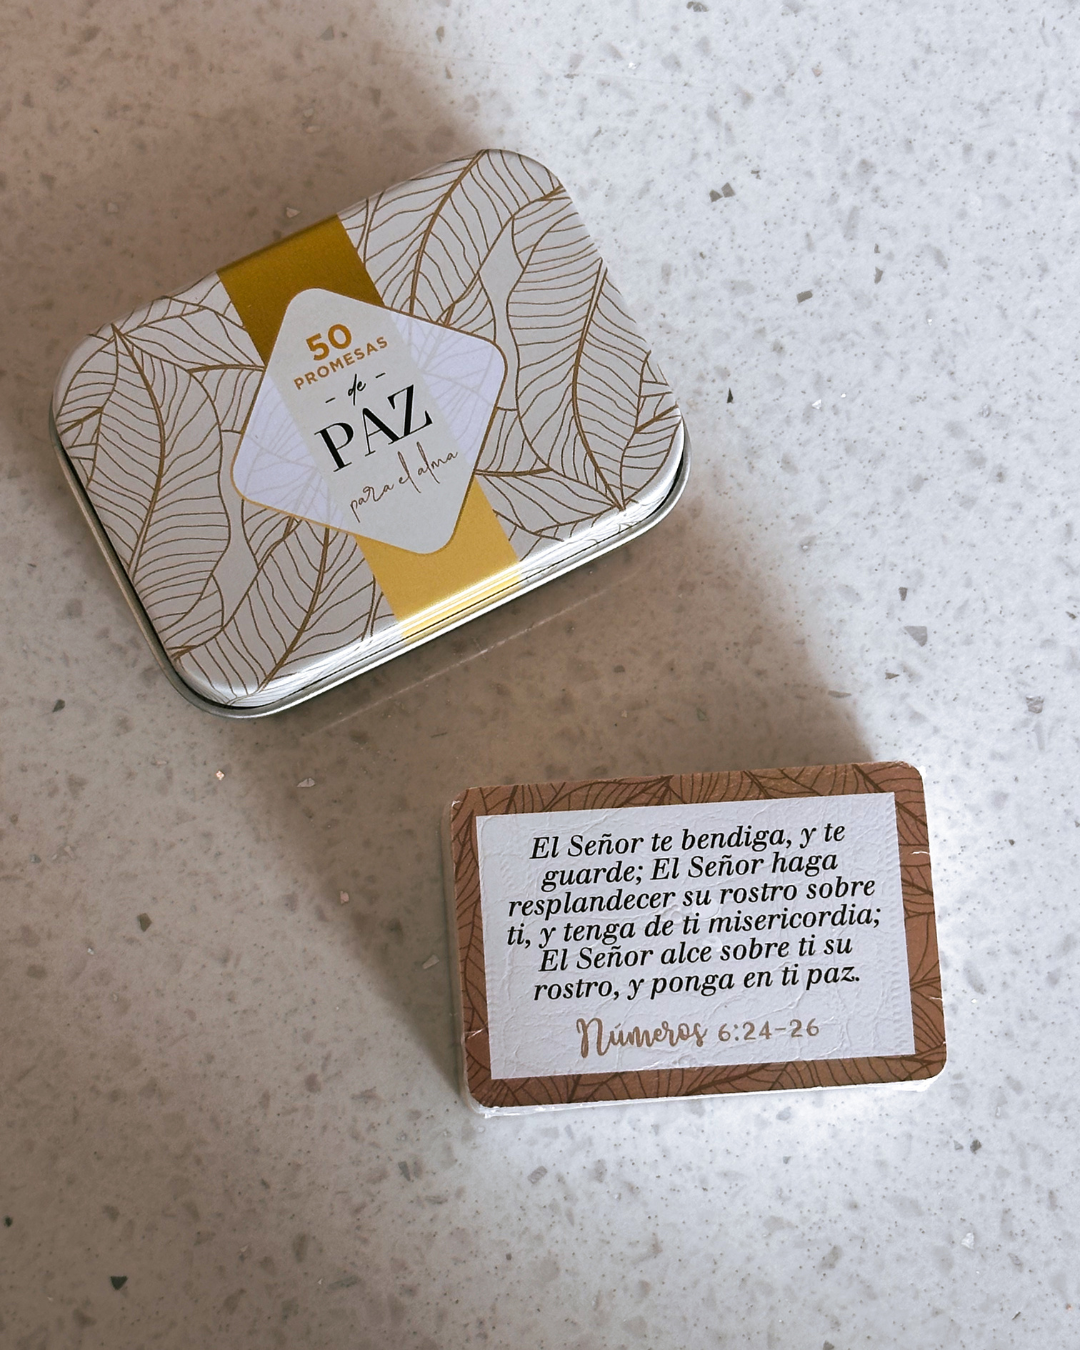 50
PROMESAS
- de -
PAZ
para el alma
El Señor te bendiga, y te
guarde; El Señor haga
resplandecer su rostro sobre
ti, y tenga de ti misericordia;
El Señor alce sobre ti su
rostro, y ponga en ti paz.
Números 6:24-26